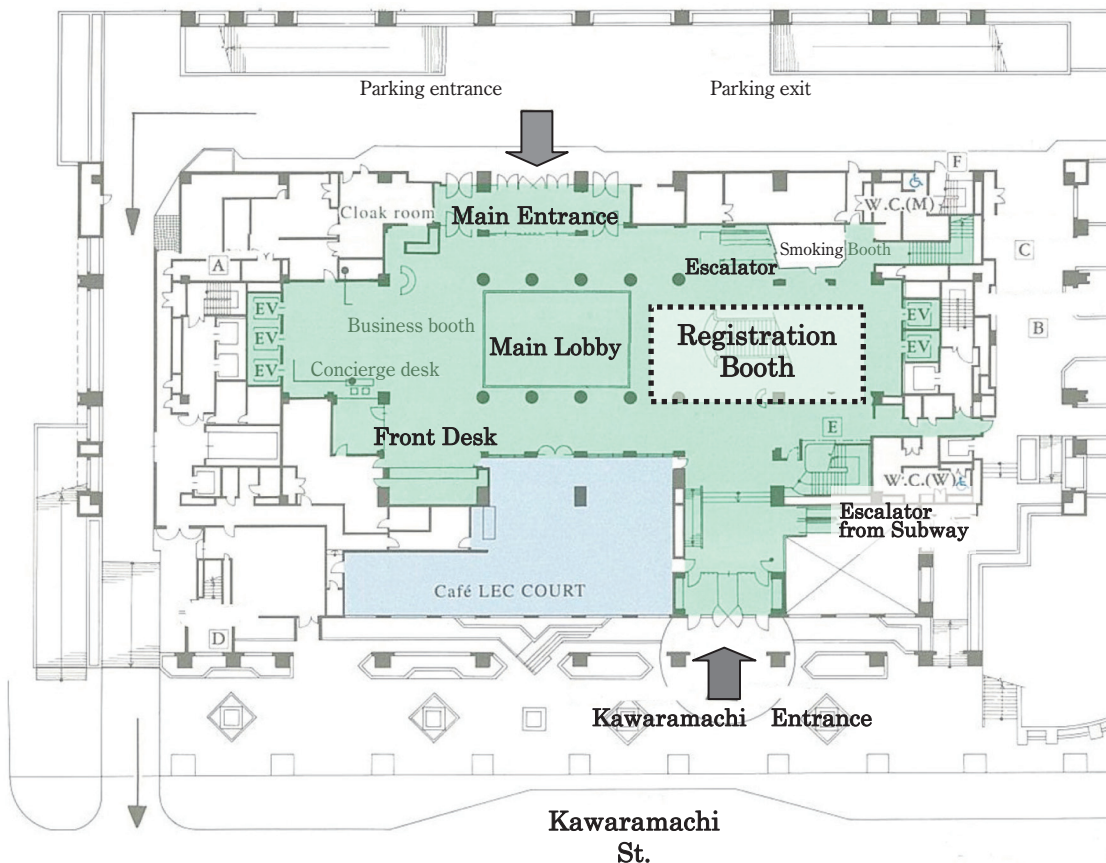 Parking entrance
Parking exit
F
Cloak room
Main Entrance
W.C.(M)
Smoking Booth
C
A
Escalator
EV
EV
EV
Business booth
Main Lobby
Registration
Booth
EV
EV
B
Concierge desk
Front Desk
E
W.C.(W)
Escalator
from Subway
Café LEC COURT
D
Kawaramachi Entrance
Kawaramachi
St.